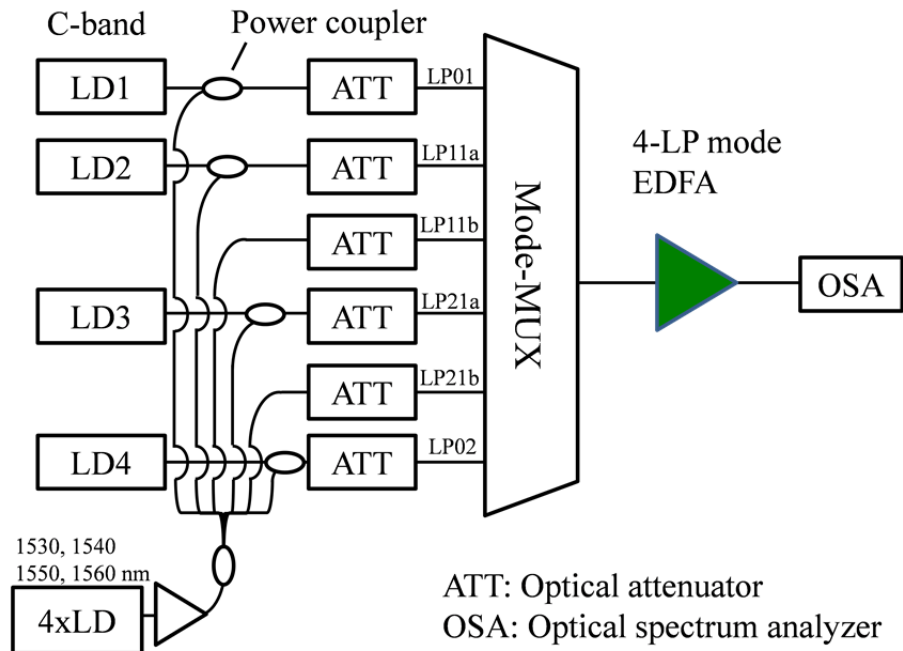 C-band
Power coupler
LD1
ATT
LP01
LD2
ATT
LP11a
4-LP mode
EDFA
ATT
LP11b
Mode-MUX
LD3
ATT
LP21a
OSA
ATT
LP21b
LD4
ATT
LP02
1530, 1540
1550, 1560 nm
4xLD
ATT: Optical attenuator
OSA: Optical spectrum analyzer